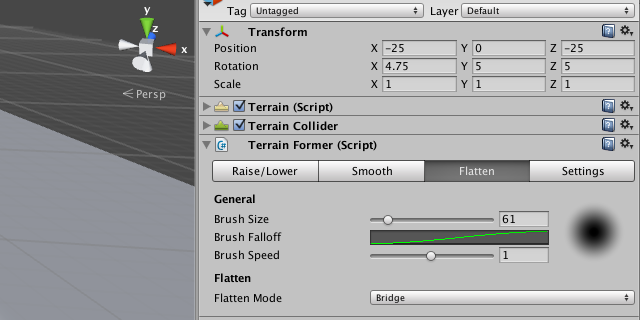 y
z
x
Persp
Tag Untagged Layer Default
Transform
Position X -25 Y 0 Z -25
Rotation X 4.75 Y 5 Z 5
Scale X 1 Y 1 Z 1
Terrain (Script)
Terrain Collider
C# Terrain Former (Script)
Raise/Lower Smooth Flatten Settings
General
Brush Size 61
Brush Falloff
Brush Speed 1
Flatten
Flatten Mode Bridge